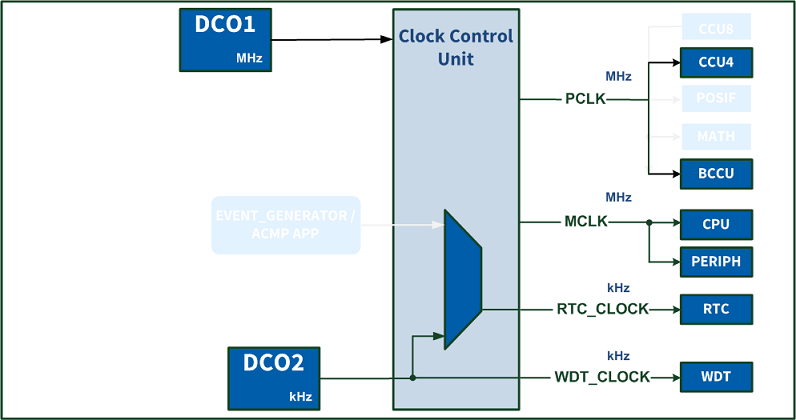 DCO1
MHz
Clock Control
Unit
MHz
PCLK
CCU8
CCU4
POSIF
MATH
BCCU
EVENT_GENERATOR /
ACMP APP
MHz
MCLK
CPU
PERIPH
kHz
RTC_CLOCK
RTC
DCO2
kHz
kHz
WDT_CLOCK
WDT